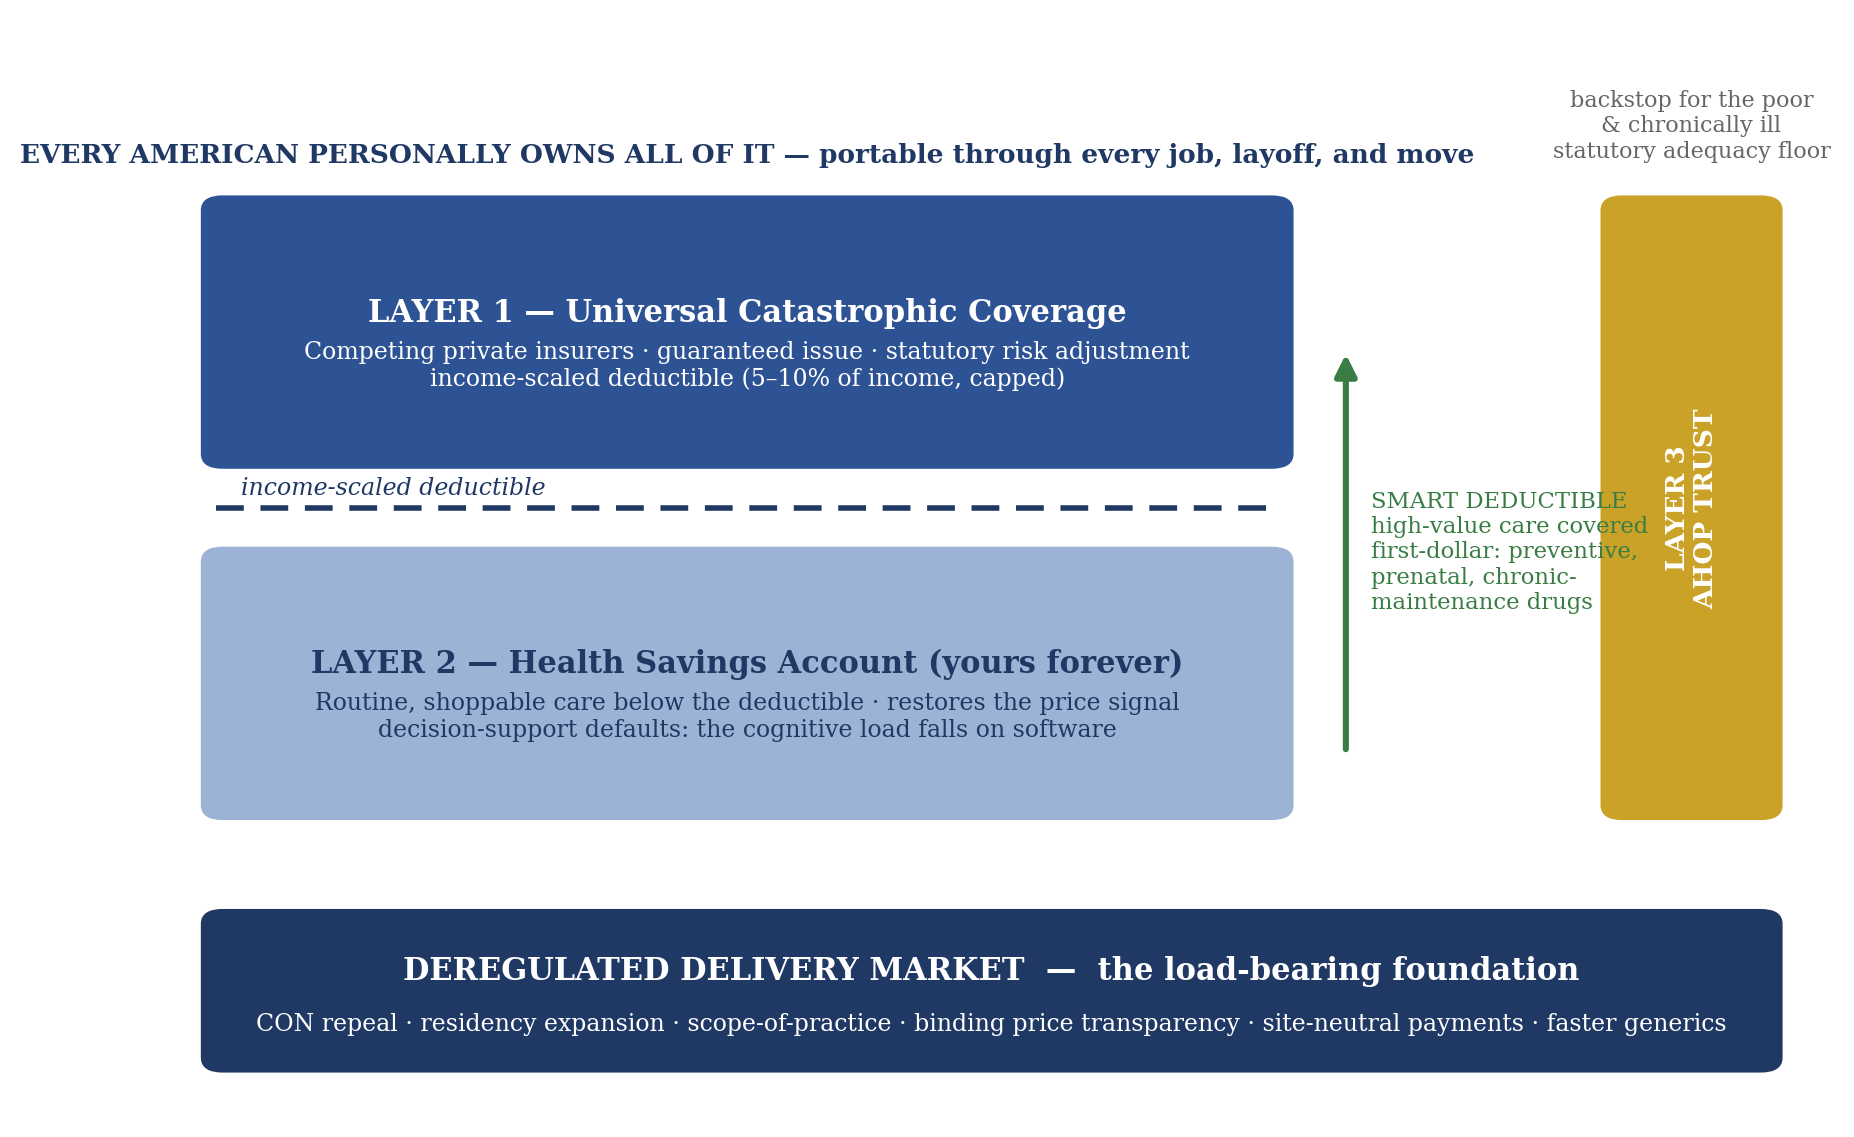 backstop for the poor
& chronically ill
statutory adequacy floor
EVERY AMERICAN PERSONALLY OWNS ALL OF IT — portable through every job, layoff, and move
LAYER 1 — Universal Catastrophic Coverage
Competing private insurers · guaranteed issue · statutory risk adjustment
income-scaled deductible (5–10% of income, capped)
income-scaled deductible
SMART DEDUCTIBLE
high-value care covered
first-dollar: preventive,
prenatal, chronic-
maintenance drugs
LAYER 3
AHOP TRUST
LAYER 2 — Health Savings Account (yours forever)
Routine, shoppable care below the deductible · restores the price signal
decision-support defaults: the cognitive load falls on software
DEREGULATED DELIVERY MARKET — the load-bearing foundation
CON repeal · residency expansion · scope-of-practice · binding price transparency · site-neutral payments · faster generics